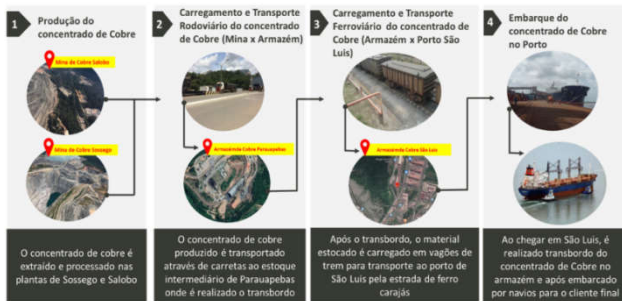 1
Produção do
concentrado de Cobre
Mina de Cobre Salobo
Mina de Cobre Sossego
O concentrado de cobre é
extraído e processado nas
plantas de Sossego e Salobo
2
Carregamento e Transporte
Rodoviário do concentrado
de Cobre (Mina x Armazém)
Armazém de Cobre Parauapebas
O concentrado de cobre
produzido é transportado
através de carretas ao estoque
intermediário de Parauapebas
onde é realizado o transbordo
3
Carregamento e Transporte
Ferroviário do concentrado de
Cobre (Armazém x Porto São
Luis)
Armazém de Cobre São Luis
Após o transbordo, o material
estocado é carregado em vagões de
trem para transporte ao porto de
São Luis pela estrada de ferro
carajás
4
Embarque do
concentrado de Cobre
no Porto
Ao chegar em São Luis, é
realizado transbordo do
concentrado de Cobre no
armazém e após embarcado
por navios para o cliente final